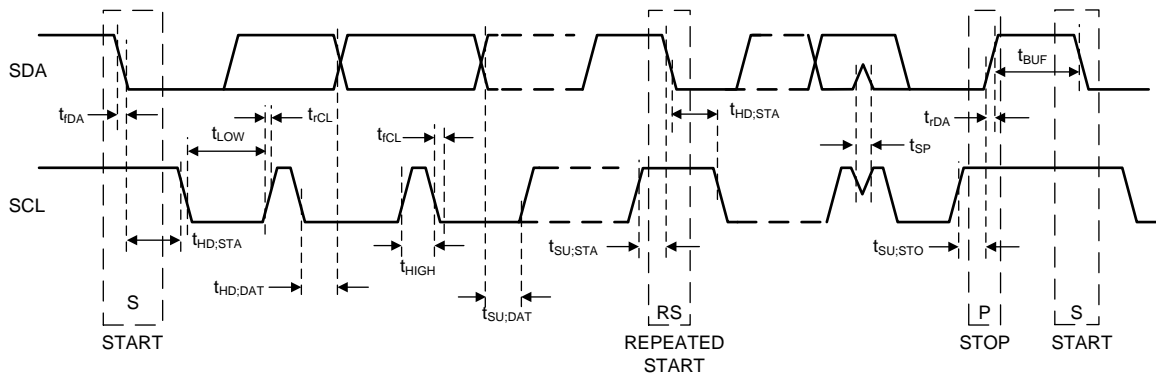 SDA
t_fDA
t_LOW
t_rCL
t_fCL
t_HD;STA
t_SP
t_rDA
t_BUF
SCL
t_HD;STA
t_HD;DAT
t_HIGH
t_SU;DAT
t_SU;STA
t_SU;STO
S
RS
P
S
START
REPEATED
START
STOP
START